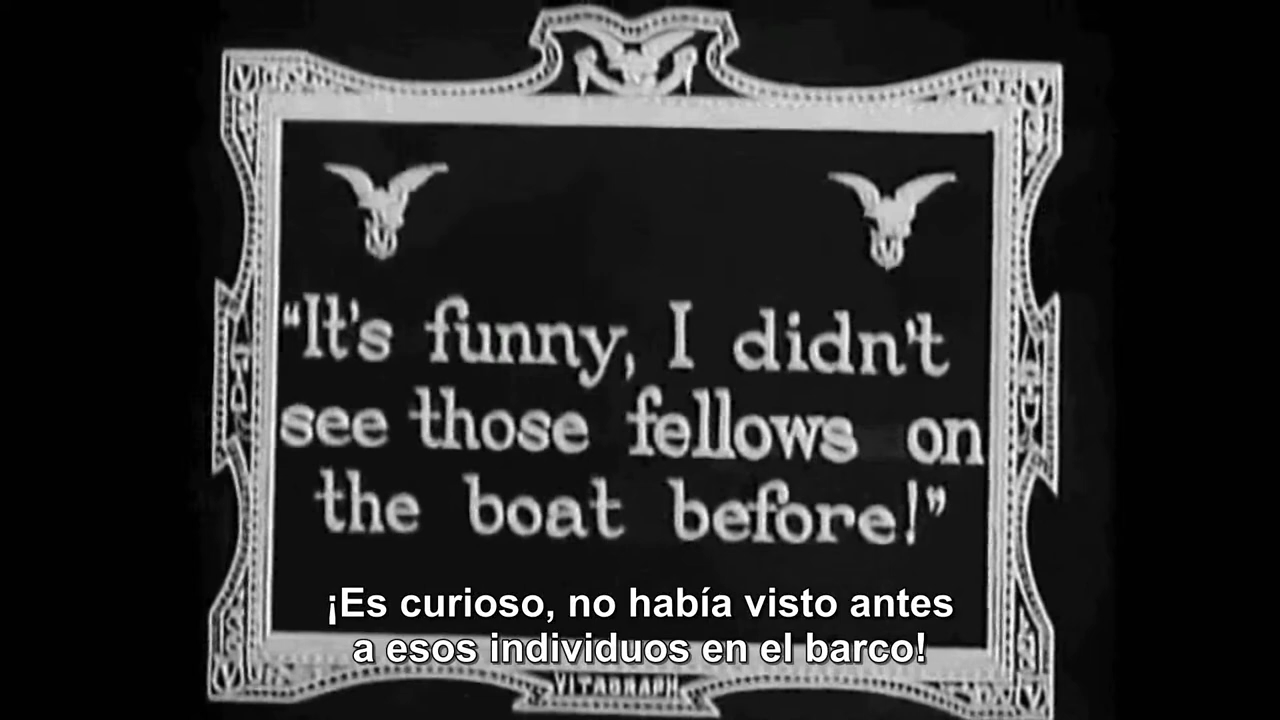 "It's funny, I didn't
see those fellows on
the boat before!"
¡Es curioso, no había visto antes
a esos individuos en el barco!
VITAGRAPH